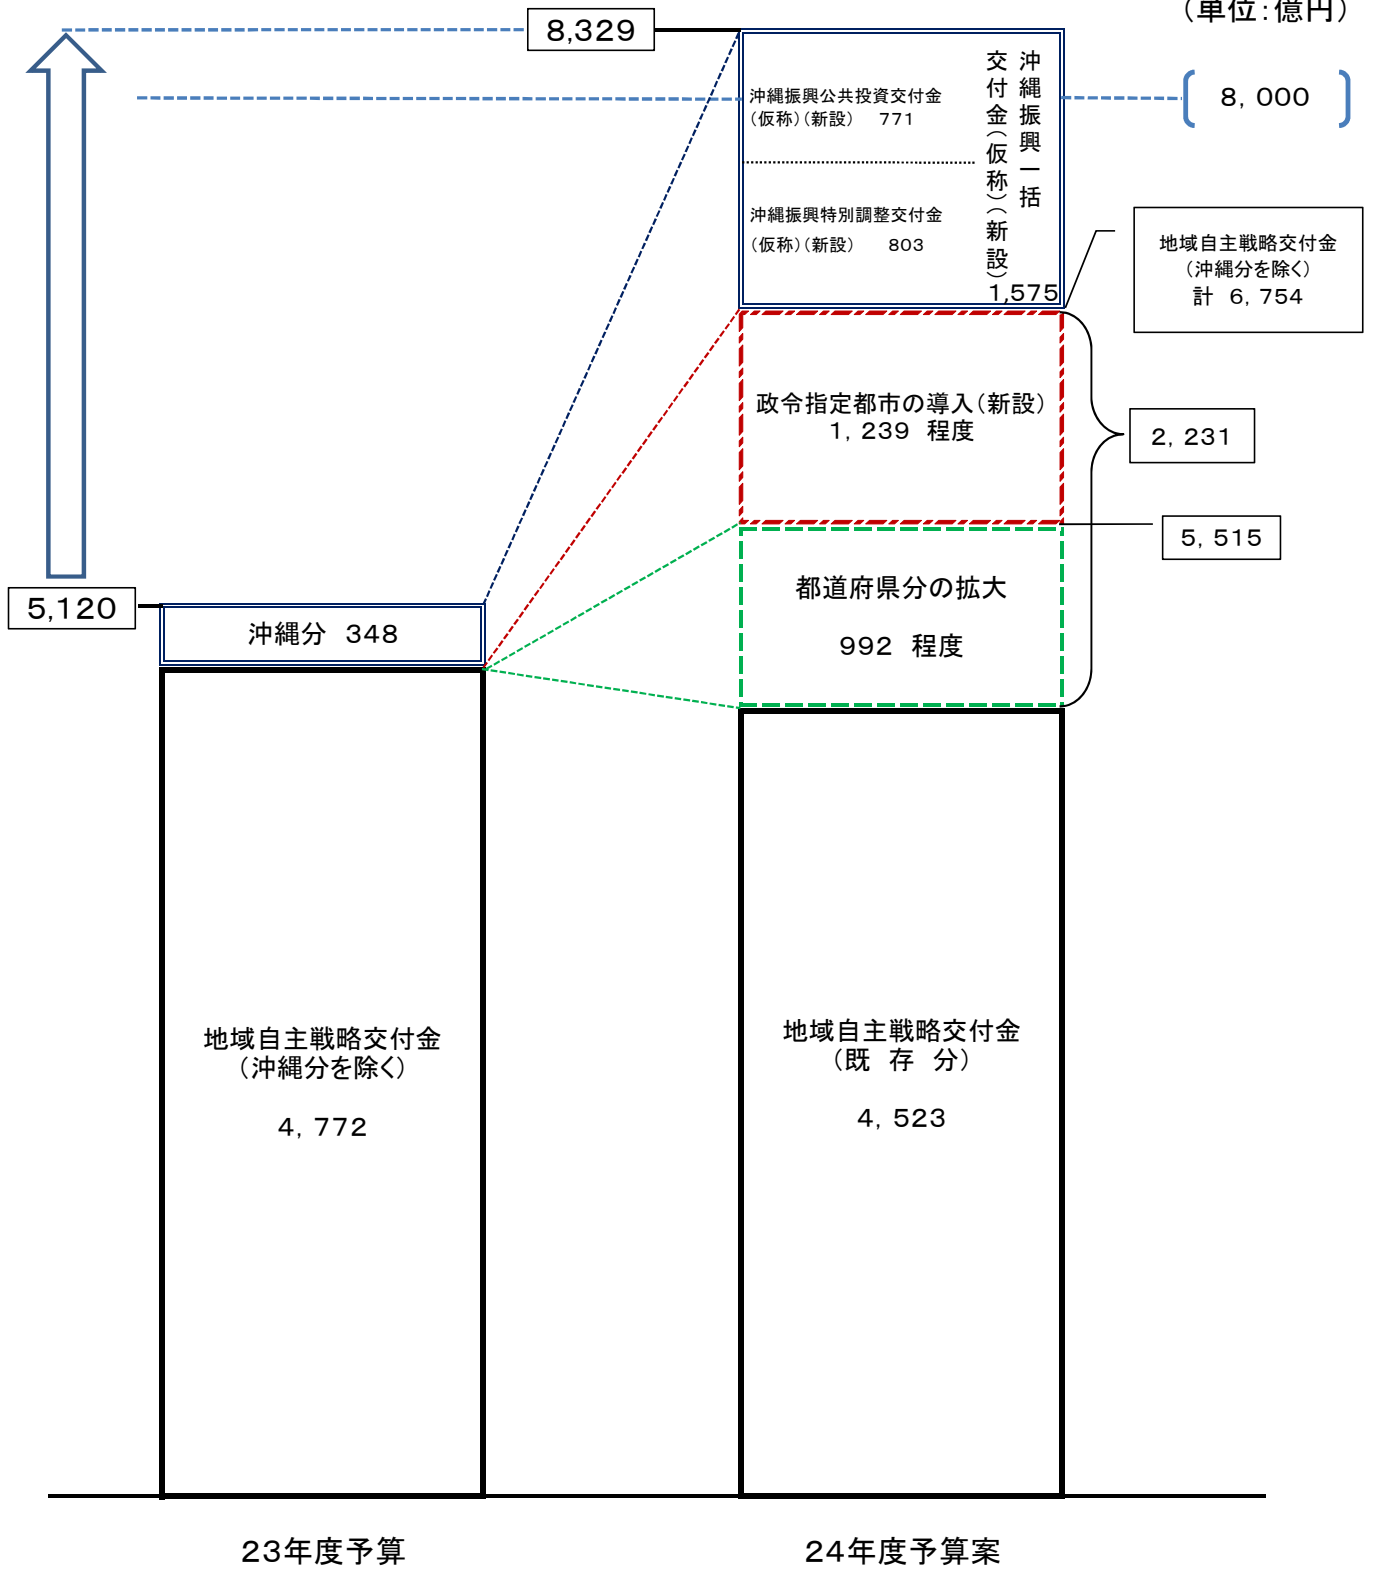 （単位：億円）
8,329
8，000
沖縄振興公共投資交付金
（仮称）（新設）　771
沖縄振興特別調整交付金
（仮称）（新設）　803
沖縄振興一括
交付金（仮称）（新設）
1,575
地域自主戦略交付金
（沖縄分を除く）
計　6，754
政令指定都市の導入（新設）
1，239　程度
2，231
5，515
都道府県分の拡大
992　程度
5,120
沖縄分　348
地域自主戦略交付金
（沖縄分を除く）
4，772
地域自主戦略交付金
（既　存　分）
4，523
23年度予算
24年度予算案